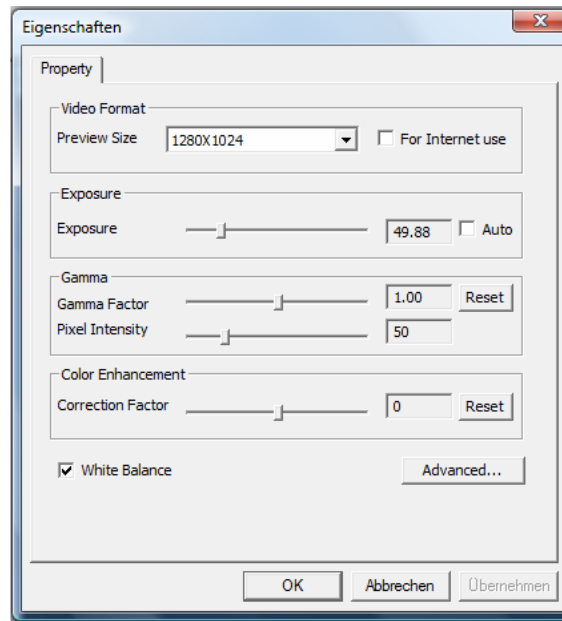 Eigenschaften
Property
Video Format
Preview Size 1280X1024 For Internet use
Exposure
Exposure 49.88 Auto
Gamma
Gamma Factor 1.00 Reset
Pixel Intensity 50
Color Enhancement
Correction Factor 0 Reset
White Balance Advanced...
OK Abbrechen Übernehmen